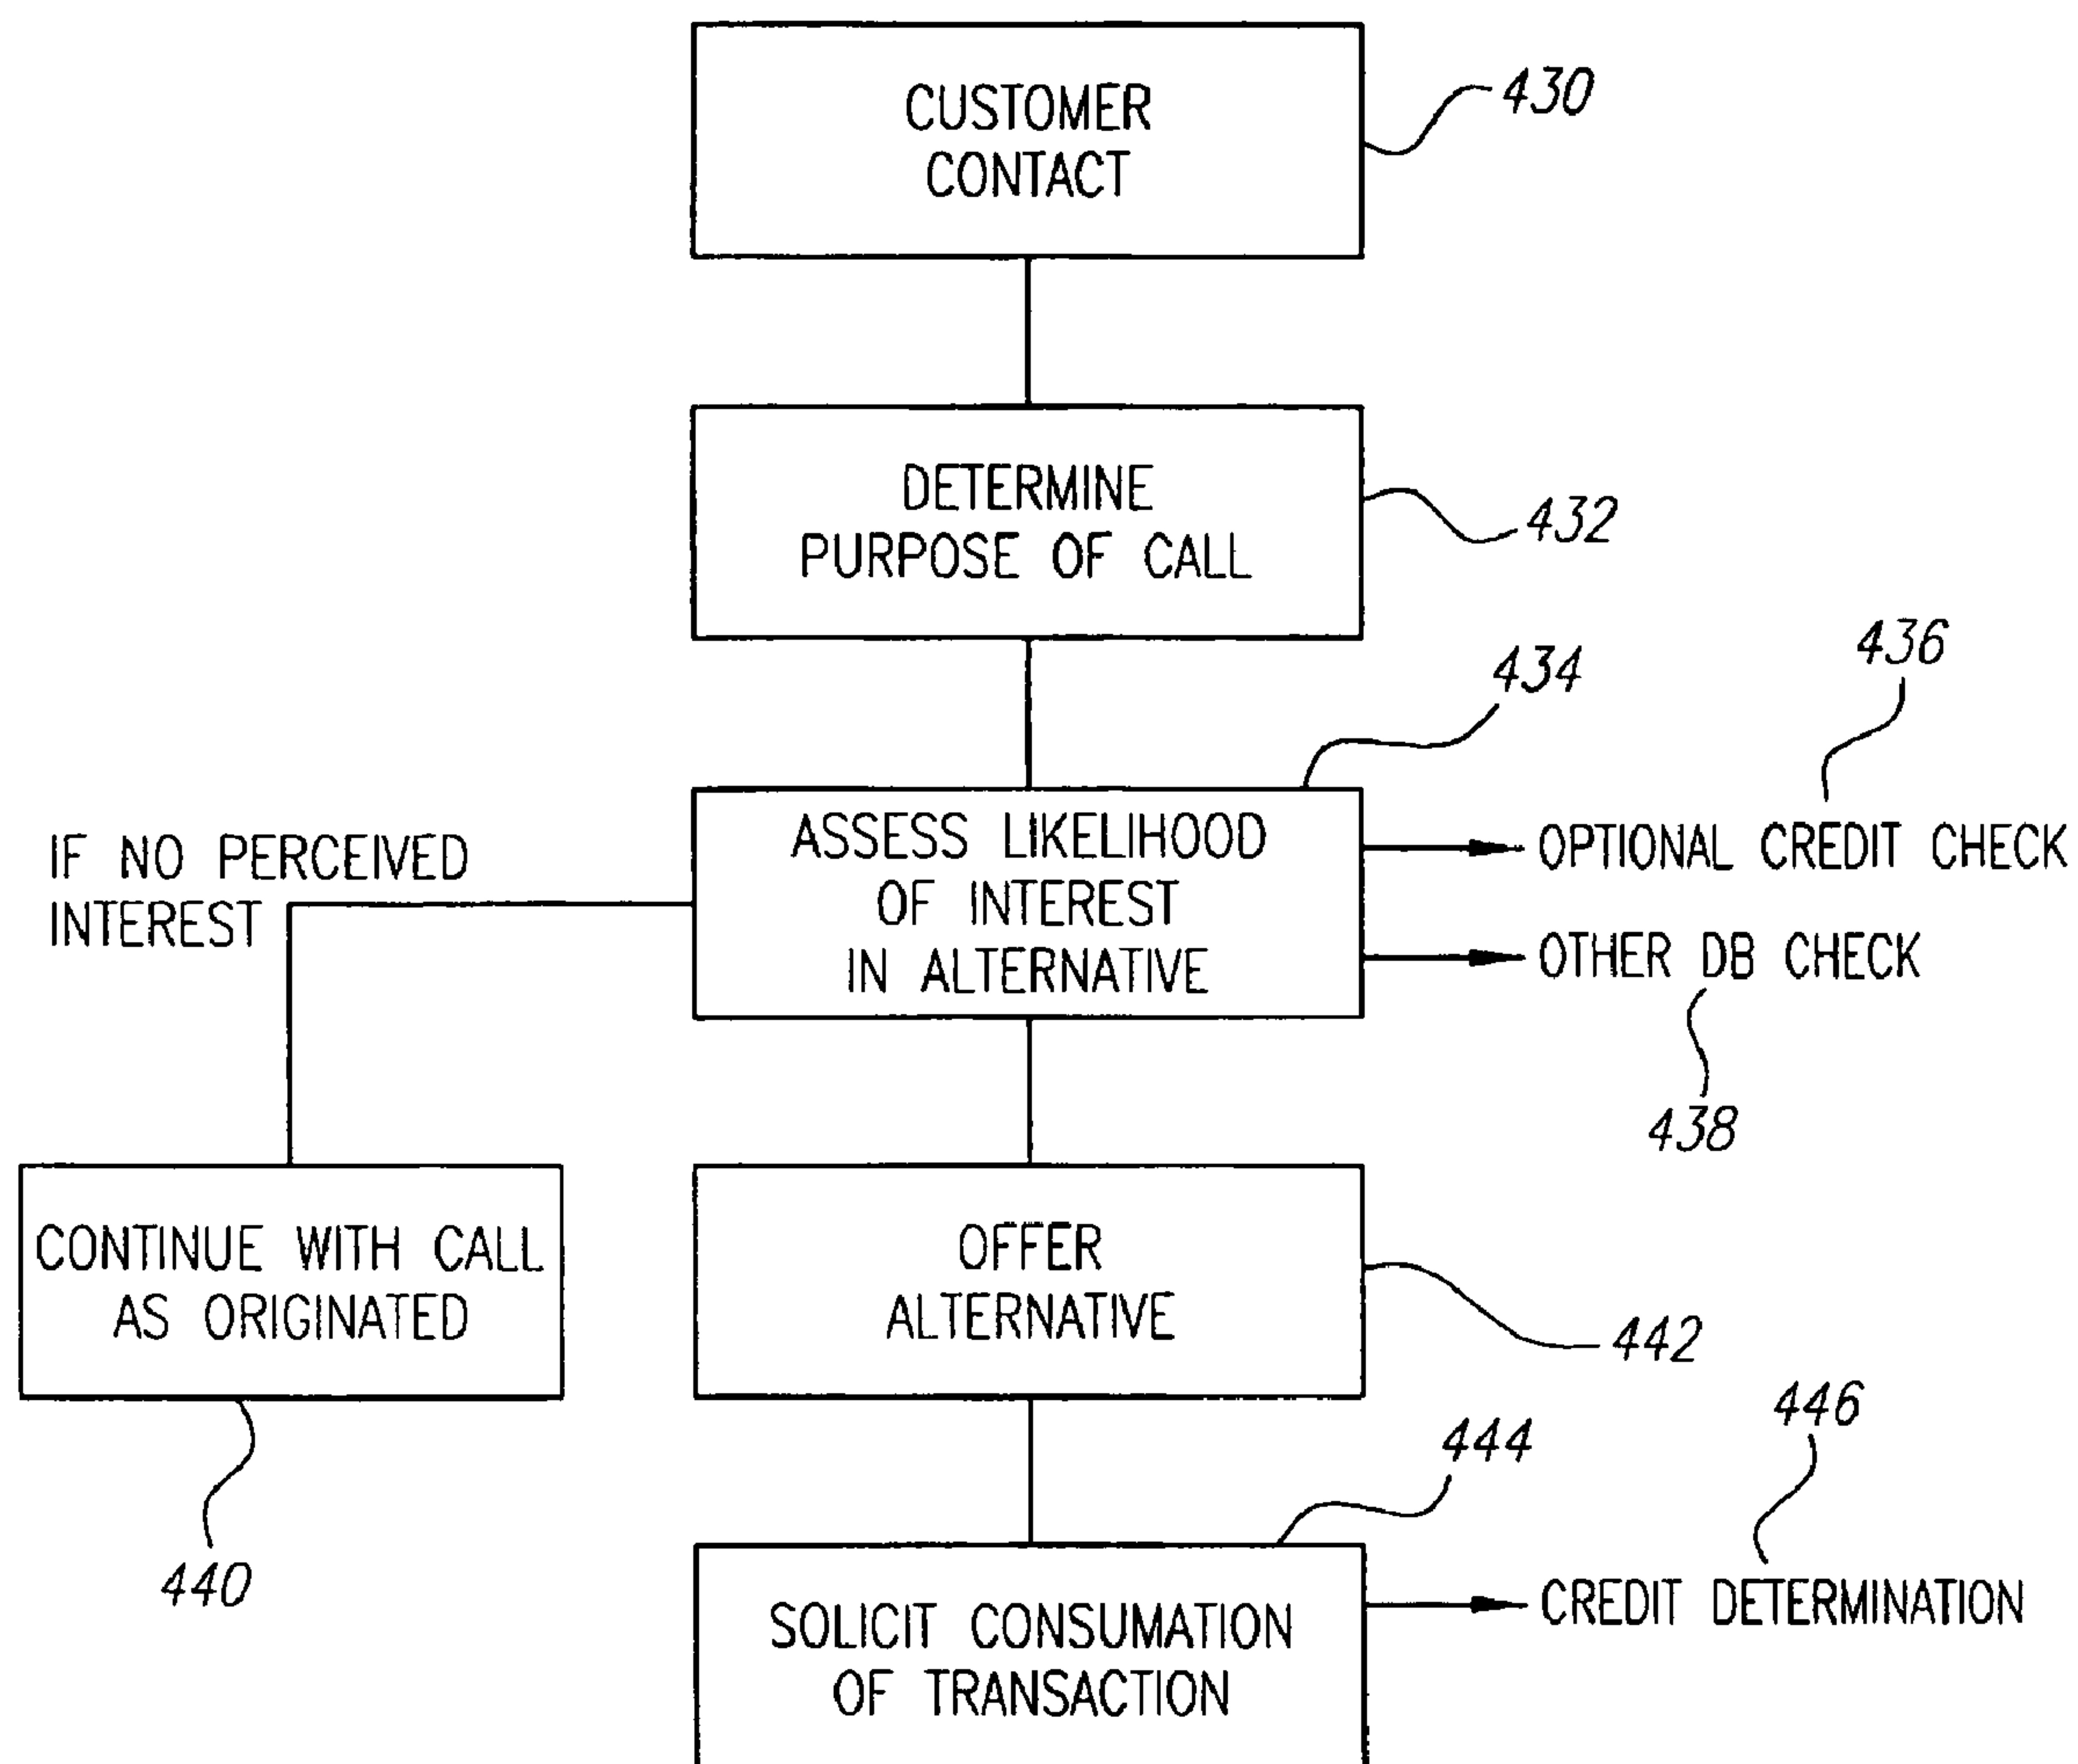 CUSTOMER
CONTACT
430
DETERMINE
PURPOSE OF CALL
432
434
436
IF NO PERCEIVED
INTEREST
ASSESS LIKELIHOOD
OF INTEREST
IN ALTERNATIVE
OPTIONAL CREDIT CHECK
OTHER DB CHECK
438
CONTINUE WITH CALL
AS ORIGINATED
440
OFFER
ALTERNATIVE
442
444
446
SOLICIT CONSUMATION
OF TRANSACTION
CREDIT DETERMINATION